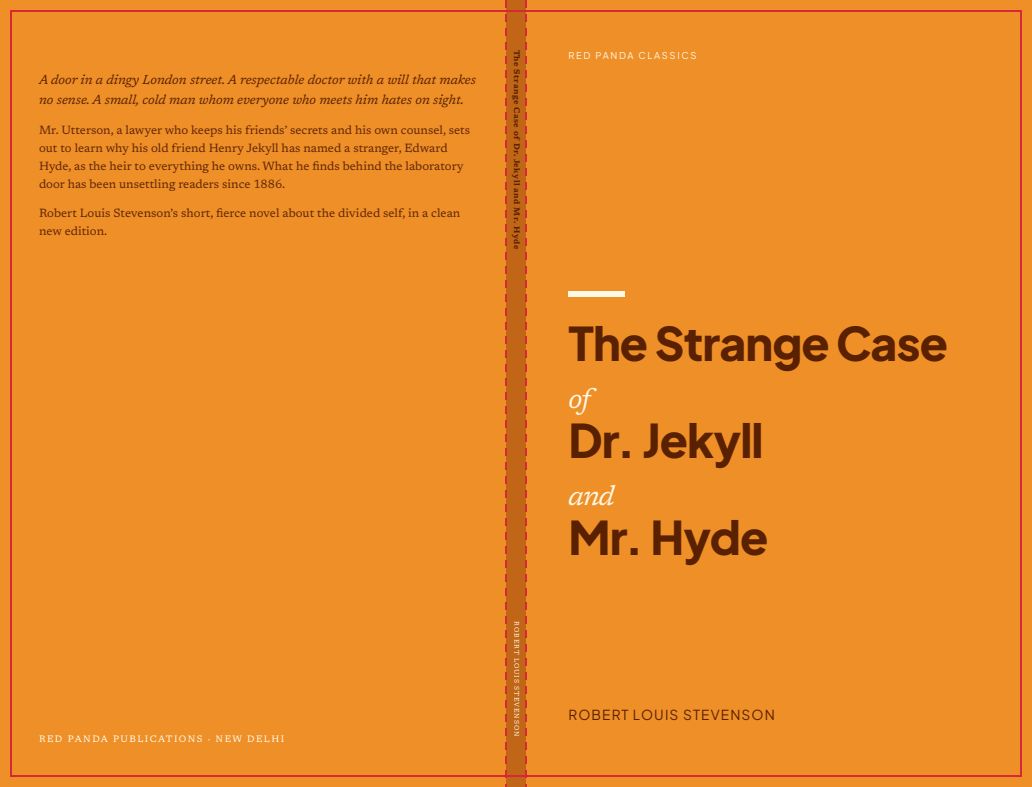 A door in a dingy London street. A respectable doctor with a will that makes
no sense. A small, cold man whom everyone who meets him hates on sight.
Mr. Utterson, a lawyer who keeps his friends’ secrets and his own counsel, sets
out to learn why his old friend Henry Jekyll has named a stranger, Edward
Hyde, as the heir to everything he owns. What he finds behind the laboratory
door has been unsettling readers since 1886.
Robert Louis Stevenson’s short, fierce novel about the divided self, in a clean
new edition.
RED PANDA PUBLICATIONS · NEW DELHI
The Strange Case of Dr. Jekyll and Mr. Hyde
ROBERT LOUIS STEVENSON
RED PANDA CLASSICS
The Strange Case
of
Dr. Jekyll
and
Mr. Hyde
ROBERT LOUIS STEVENSON